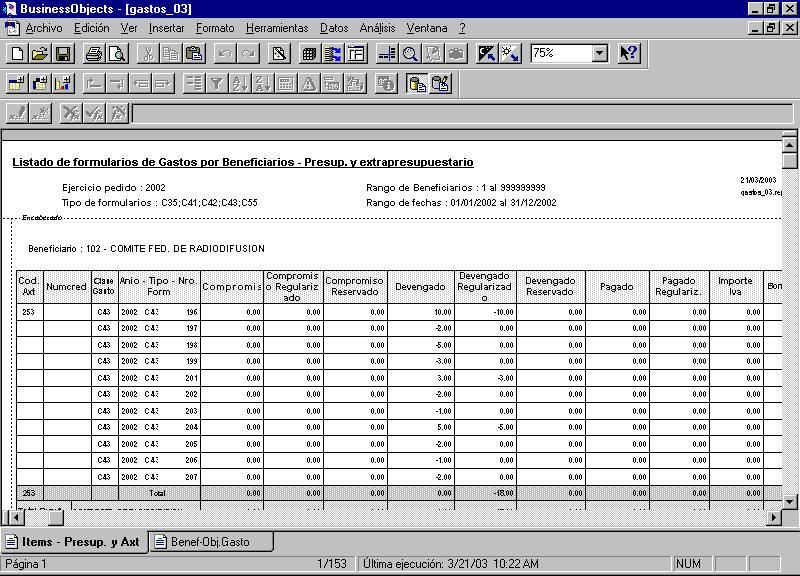 BusinessObjects - [gastos_03]
Archivo Edición Ver Insertar Formato Herramientas Datos Análisis Ventana ?
75%
Listado de formularios de Gastos por Beneficiarios - Presup. y extrapresupuestario
21/03/2003
Ejercicio pedido : 2002 Rango de Beneficiarios : 1 al 999999999
gastos_03.re
Tipo de formularios : C35;C41;C42;C43;C55 Rango de fechas : 01/01/2002 al 31/12/2002
Encabezado
Beneficiario : 102 - COMITE FED. DE RADIODIFUSION
Cod. Axt Numcred Clase Gasto Anio - Tipo - Nro Form Compromis Compromis o Regulariz ado Compromiso Reservado Devengado Devengado Regularizad o Devengado Reservado Pagado Pagado Regulariz. Importe Iva Bon
253 C43 2002 C43 196 0.00 0.00 0.00 10.00 -10.00 0.00 0.00 0.00 0.00
C43 2002 C43 197 0.00 0.00 0.00 -2.00 0.00 0.00 0.00 0.00 0.00
C43 2002 C43 198 0.00 0.00 0.00 -5.00 0.00 0.00 0.00 0.00 0.00
C43 2002 C43 199 0.00 0.00 0.00 -3.00 0.00 0.00 0.00 0.00 0.00
C43 2002 C43 201 0.00 0.00 0.00 3.00 -3.00 0.00 0.00 0.00 0.00
C43 2002 C43 202 0.00 0.00 0.00 -2.00 0.00 0.00 0.00 0.00 0.00
C43 2002 C43 203 0.00 0.00 0.00 -1.00 0.00 0.00 0.00 0.00 0.00
C43 2002 C43 204 0.00 0.00 0.00 5.00 -5.00 0.00 0.00 0.00 0.00
C43 2002 C43 205 0.00 0.00 0.00 -2.00 0.00 0.00 0.00 0.00 0.00
C43 2002 C43 206 0.00 0.00 0.00 -1.00 0.00 0.00 0.00 0.00 0.00
C43 2002 C43 207 0.00 0.00 0.00 -2.00 0.00 0.00 0.00 0.00 0.00
253 Total 0.00 0.00 0.00 0.00 -18.00 0.00 0.00 0.00 0.00
Items - Presup. y Axt Benef-Obj.Gasto
Página 1 1/153 Última ejecución: 3/21/03 10:22 AM NUM